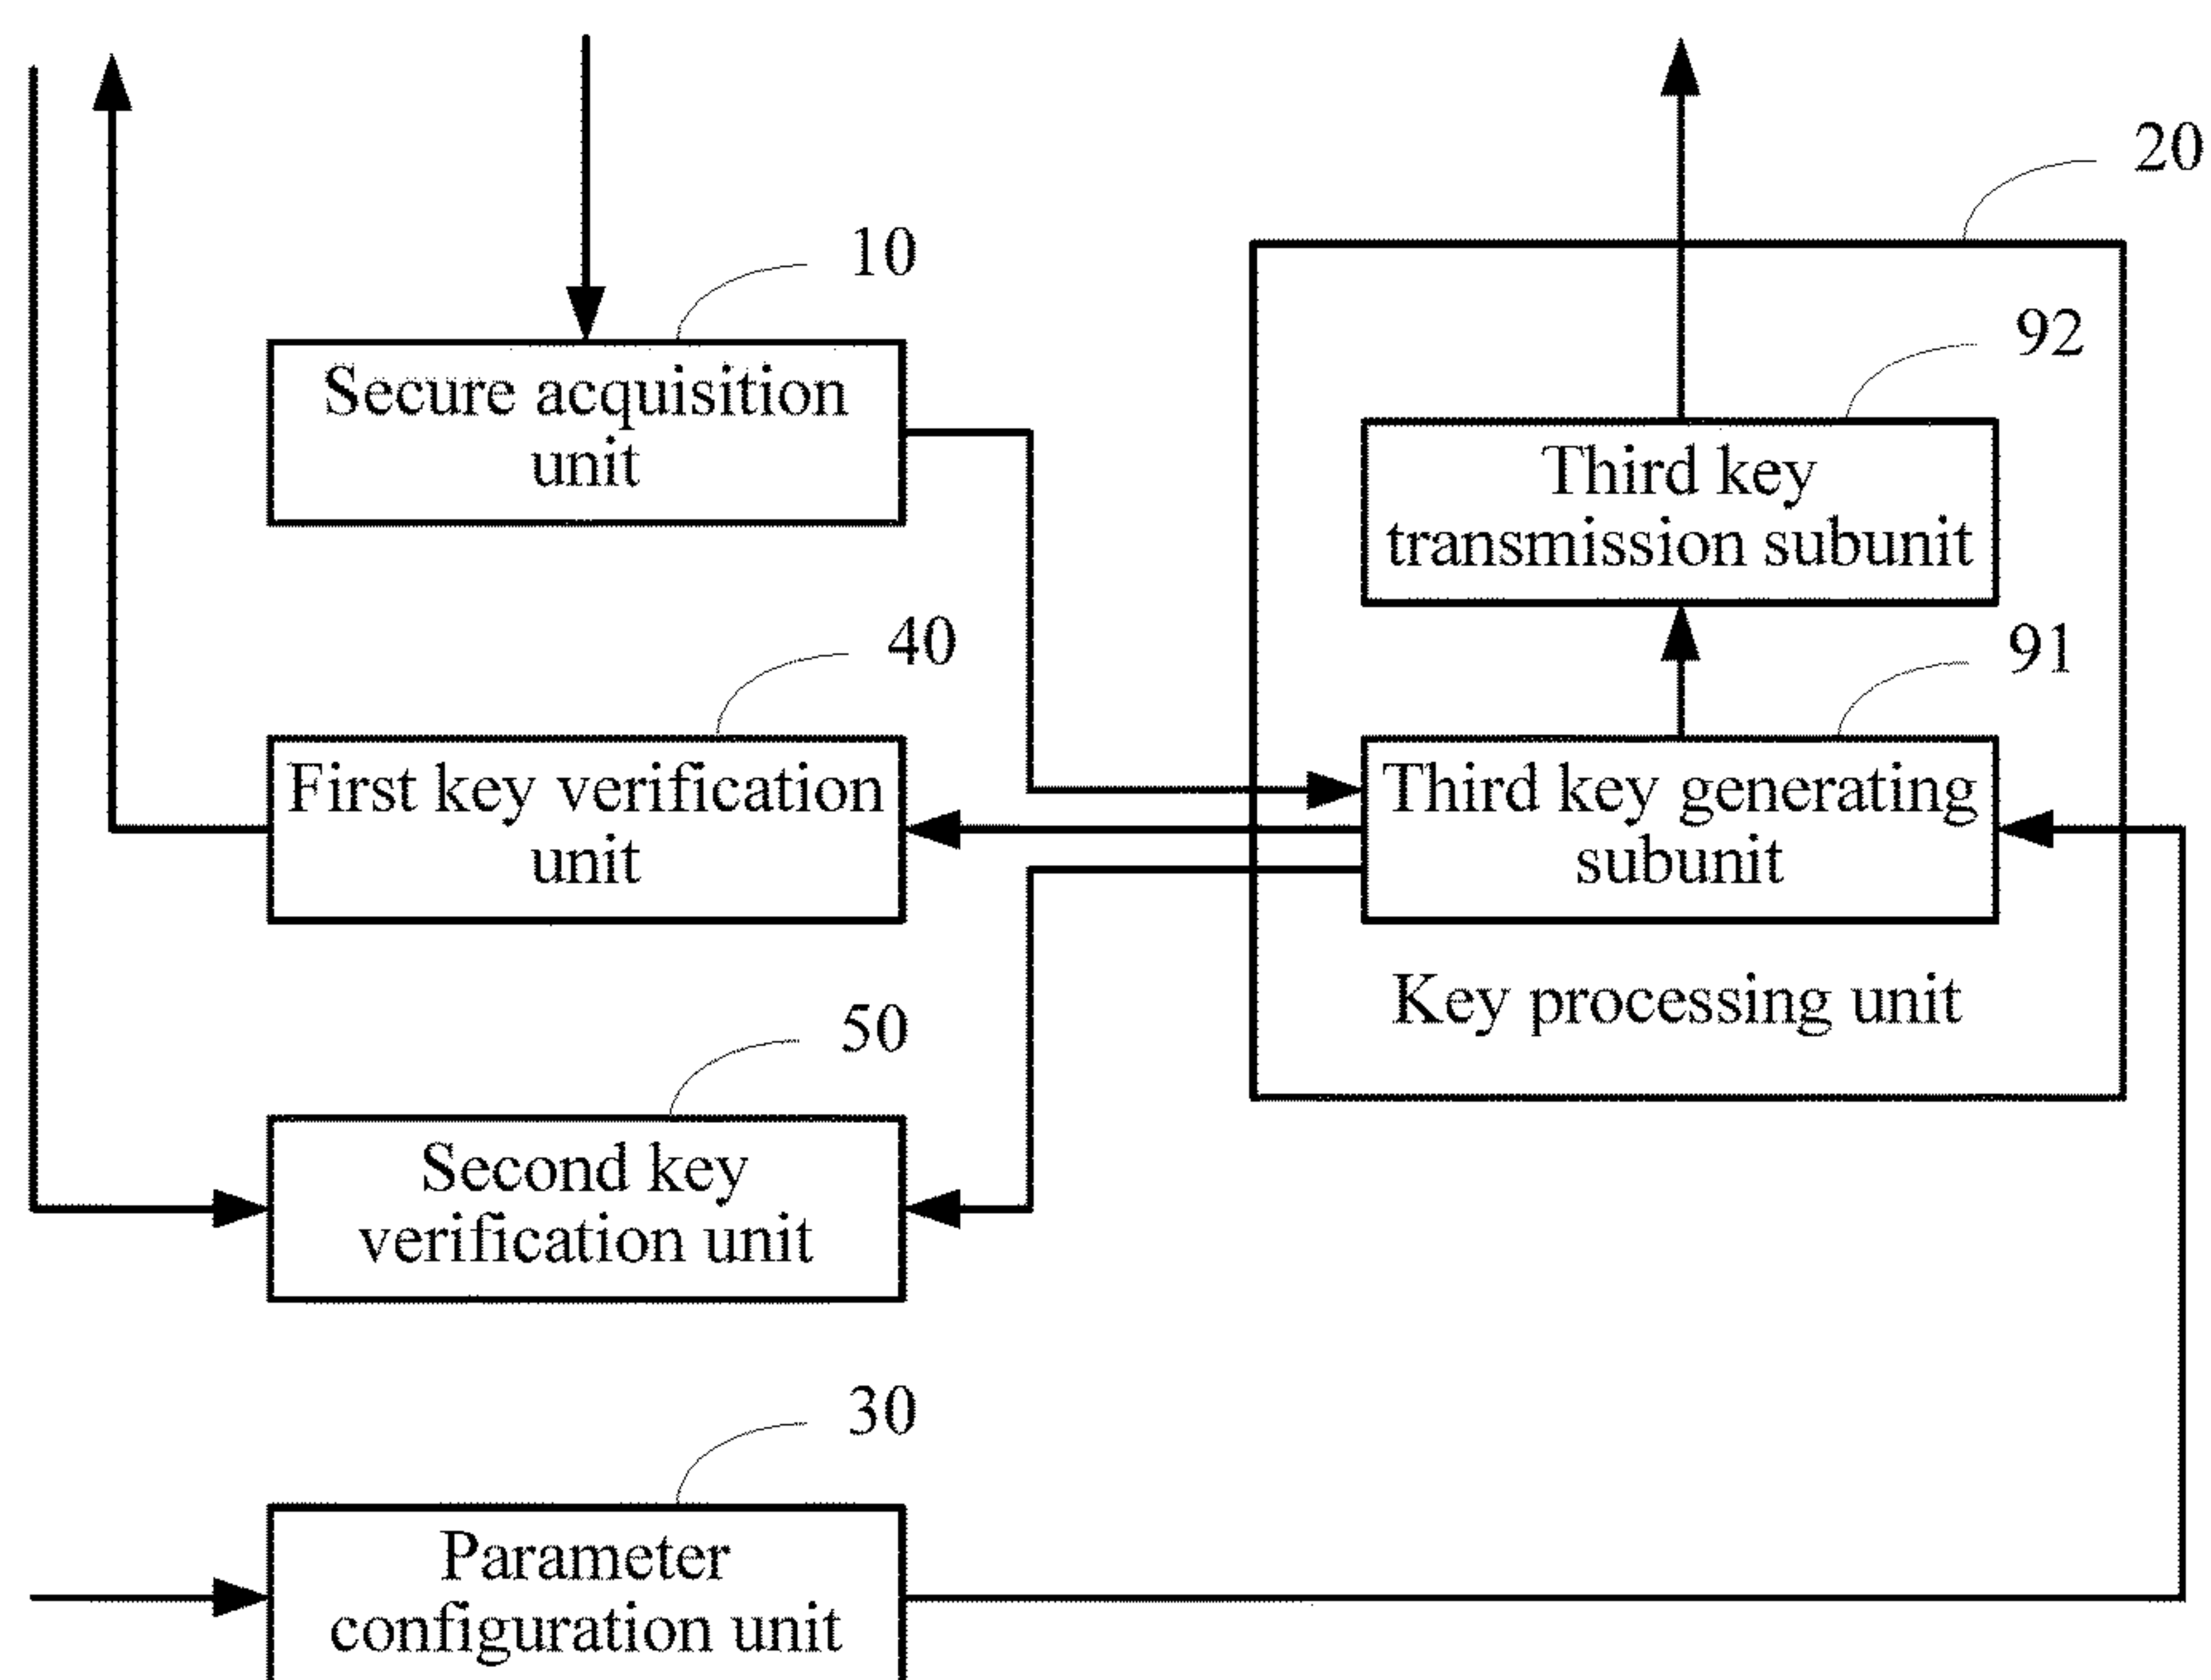 20
10
Secure acquisition
unit
92
Third key
transmission subunit
40
First key verification
unit
91
Third key generating
subunit
Key processing unit
50
Second key
verification unit
30
Parameter
configuration unit